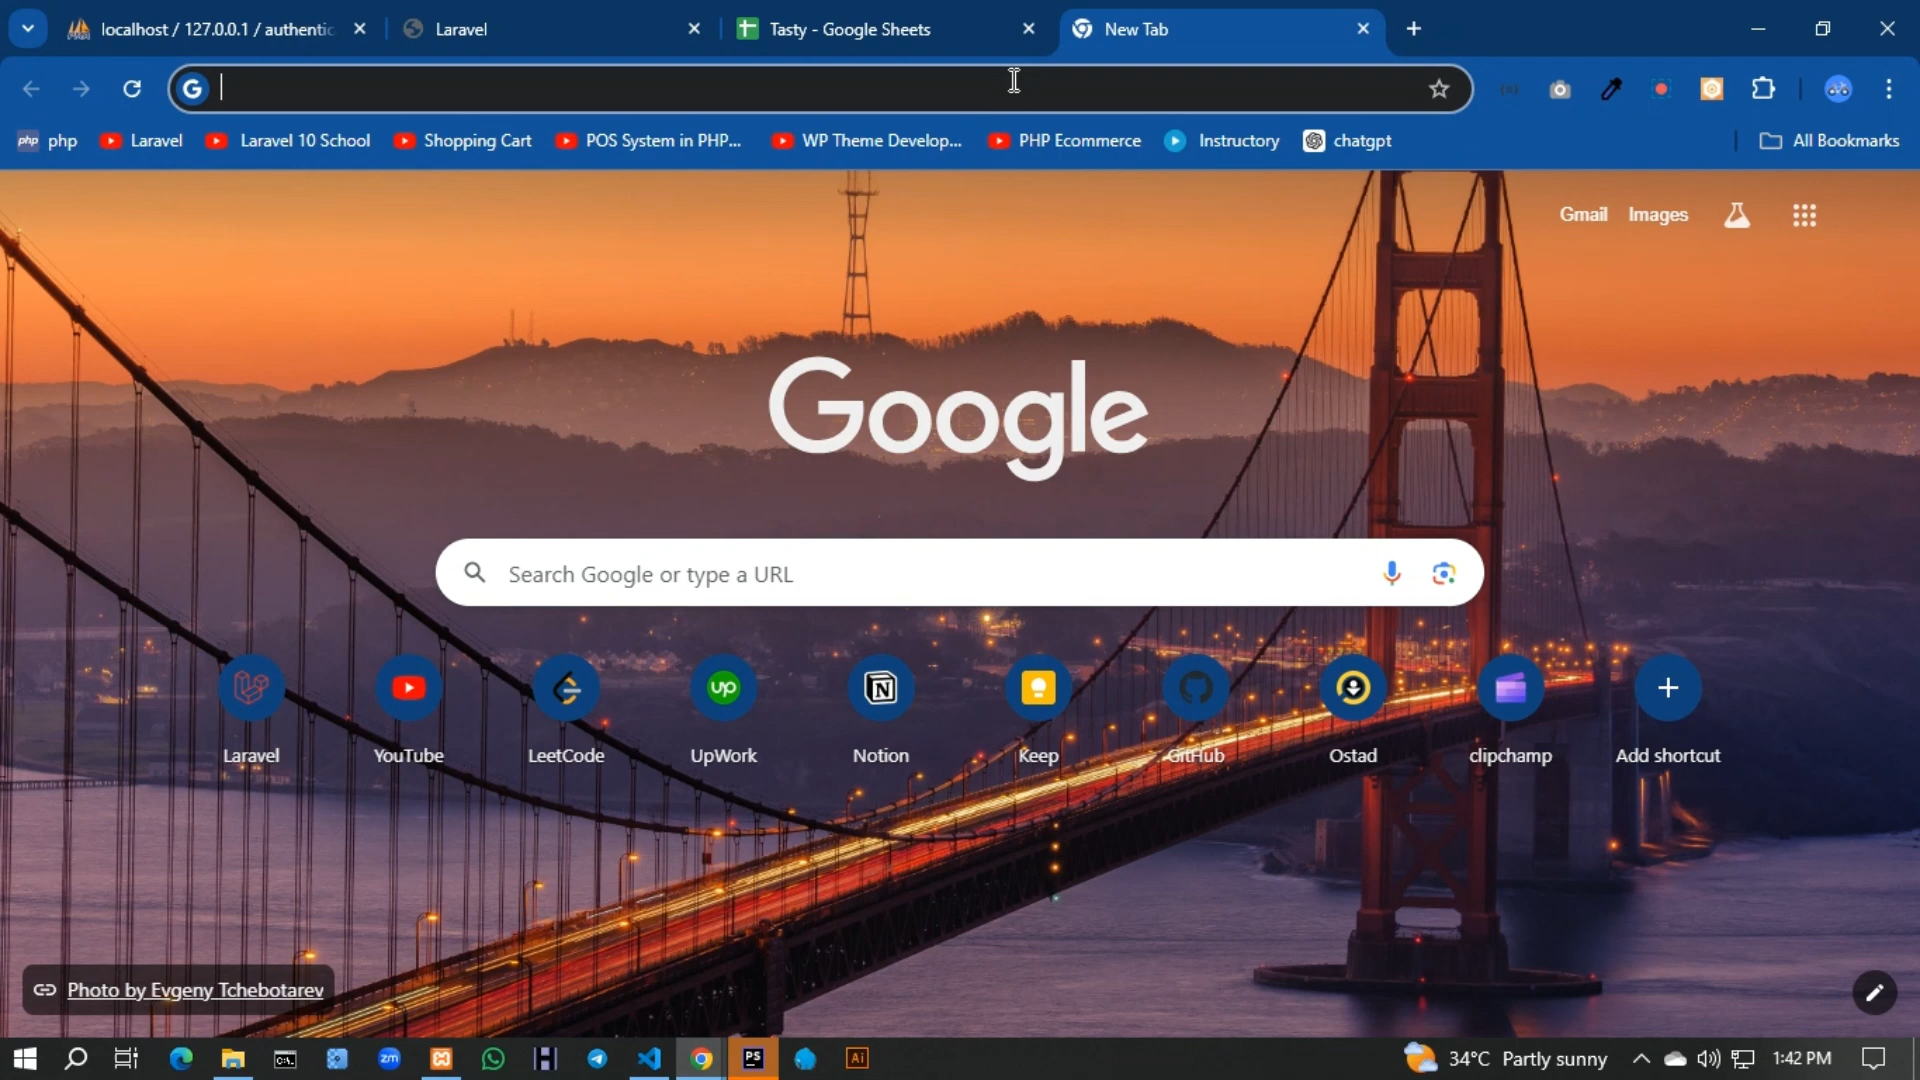 localhost / 127.0.0.1 / authentic
Laravel
Tasty - Google Sheets
New Tab
php
Laravel
Laravel 10 School
Shopping Cart
POS System in PHP...
WP Theme Develop...
PHP Ecommerce
Instructory
chatgpt
All Bookmarks
Gmail
Images
Google
Search Google or type a URL
Laravel
YouTube
LeetCode
UpWork
Notion
Keep
GitHub
Ostad
clipchamp
Add shortcut
Photo by Evgeny Tchebotarev
34°C Partly sunny
1:42 PM